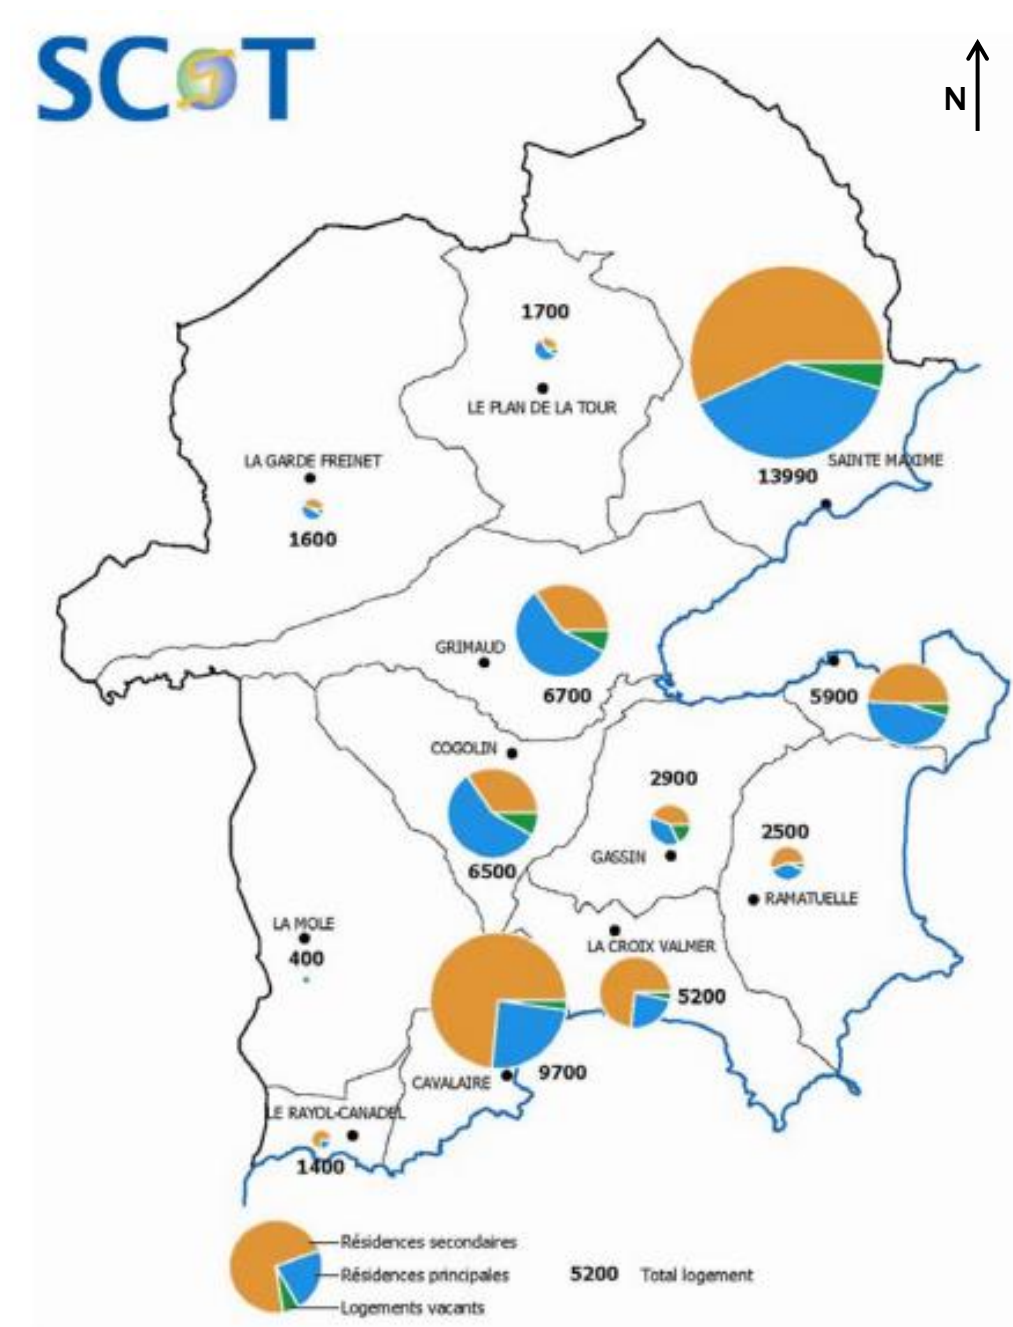 SCOT
N
1700
LE PLAN DE LA TOUR
LA GARDE FREINET
1600
SAINTE MAXIME
13990
GRIMAUD
6700
5900
COGOLIN
6500
2900
GASSIN
2500
RAMATUELLE
LA MOLE
400
LA CROIX VALMER
5200
CAVALAIRE
9700
LE RAYOL-CANADEL
1400
Résidences secondaires
Résidences principales
5200 Total logement
Logements vacants